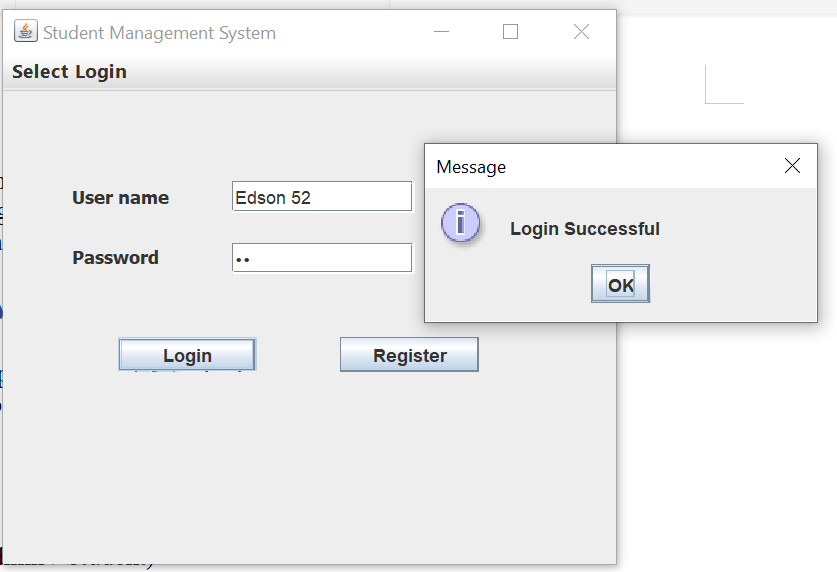 Student Management System
Select Login
Message
User name
Edson 52
Login Successful
Password
••
OK
Login
Register